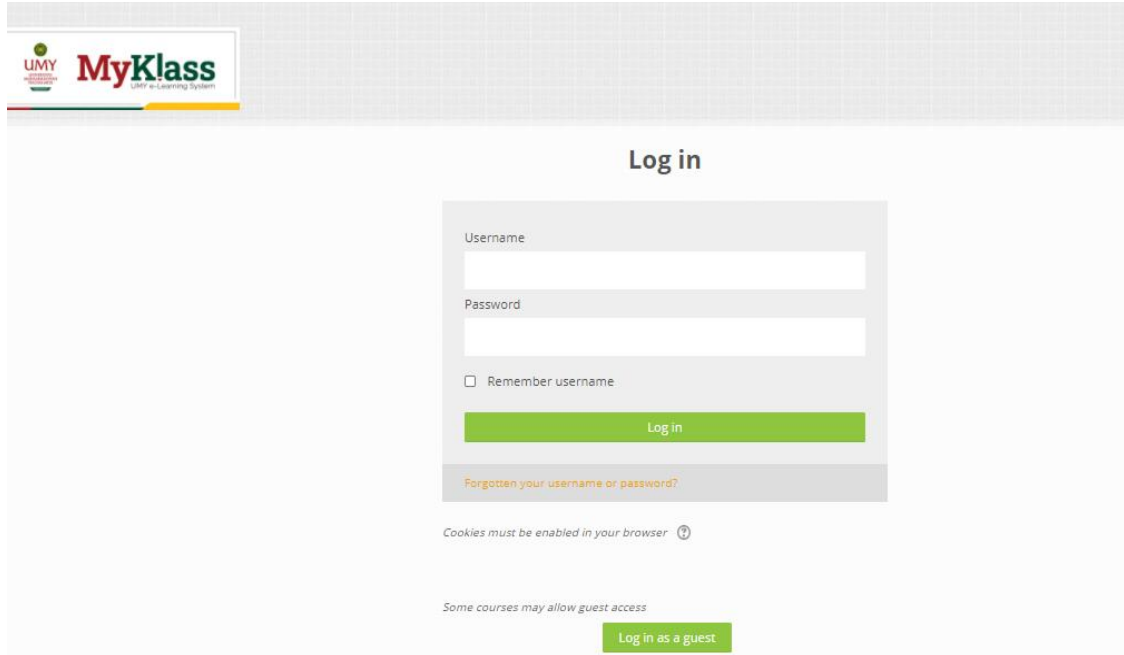 UMY
MyKlass
UMY e-Learning System
Log in
Username
Password
Remember username
Log in
Forgotten your username or password?
Cookies must be enabled in your browser
Some courses may allow guest access
Log in as a guest